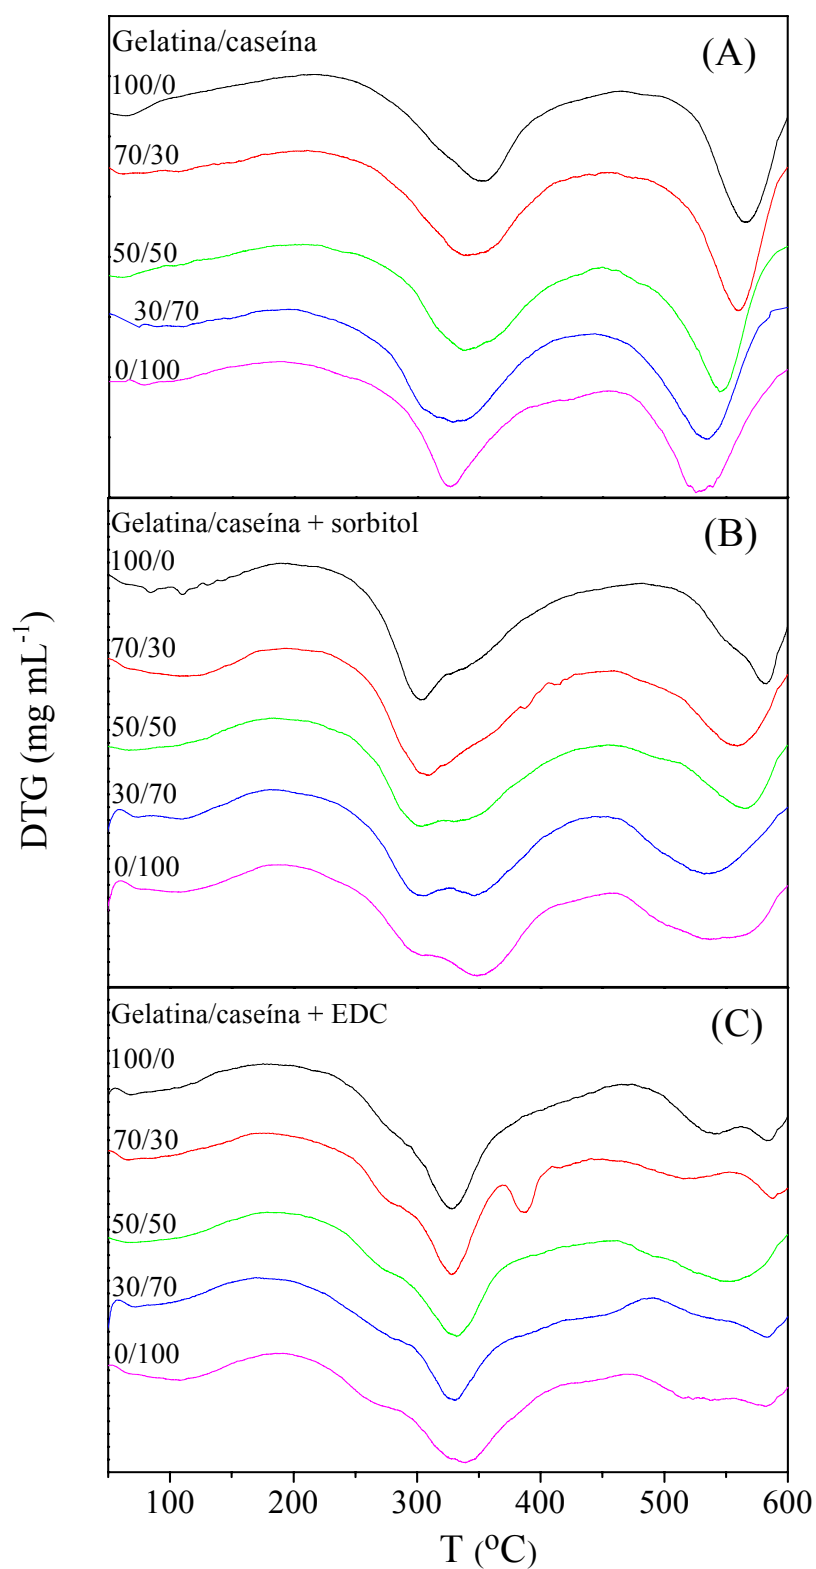 Gelatina/caseína
(A)
100/0
70/30
50/50
30/70
0/100
Gelatina/caseína + sorbitol
(B)
100/0
70/30
50/50
30/70
0/100
Gelatina/caseína + EDC
(C)
100/0
70/30
50/50
30/70
0/100
DTG (mg mL⁻¹)
100 200 300 400 500 600
T (ºC)